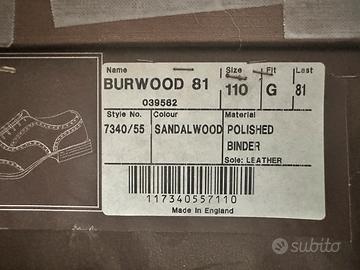 Name Size Fit Last
BURWOOD 81 110 G 81
039562
Style No. Colour Material
7340/55 SANDALWOOD POLISHED
BINDER
Sole: LEATHER
117340557110
Made in England
subito